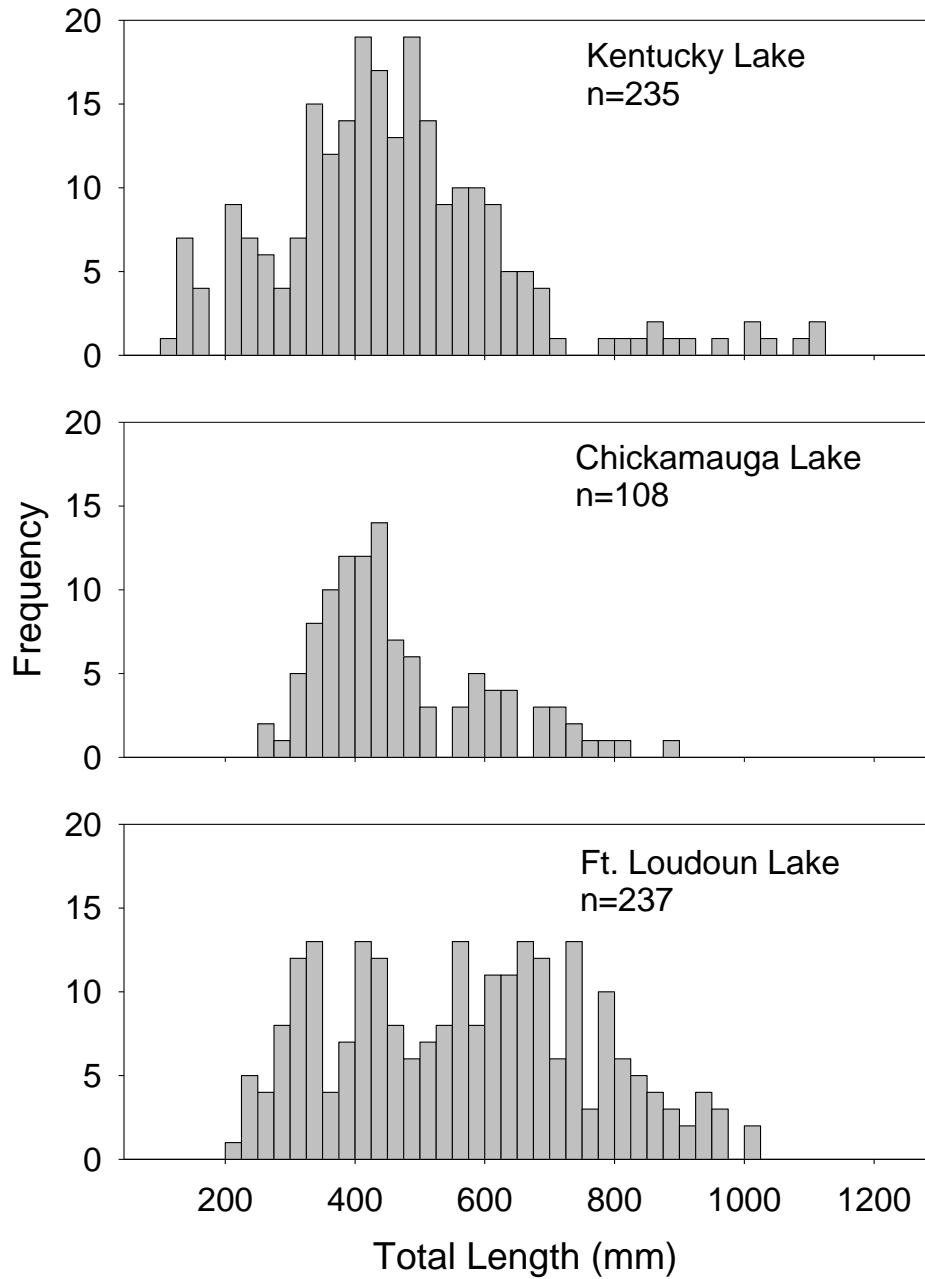 20
15
10
5
0
Kentucky Lake
n=235
20
15
10
5
0
Chickamauga Lake
n=108
Frequency
20
15
10
5
0
Ft. Loudoun Lake
n=237
200 400 600 800 1000 1200
Total Length (mm)